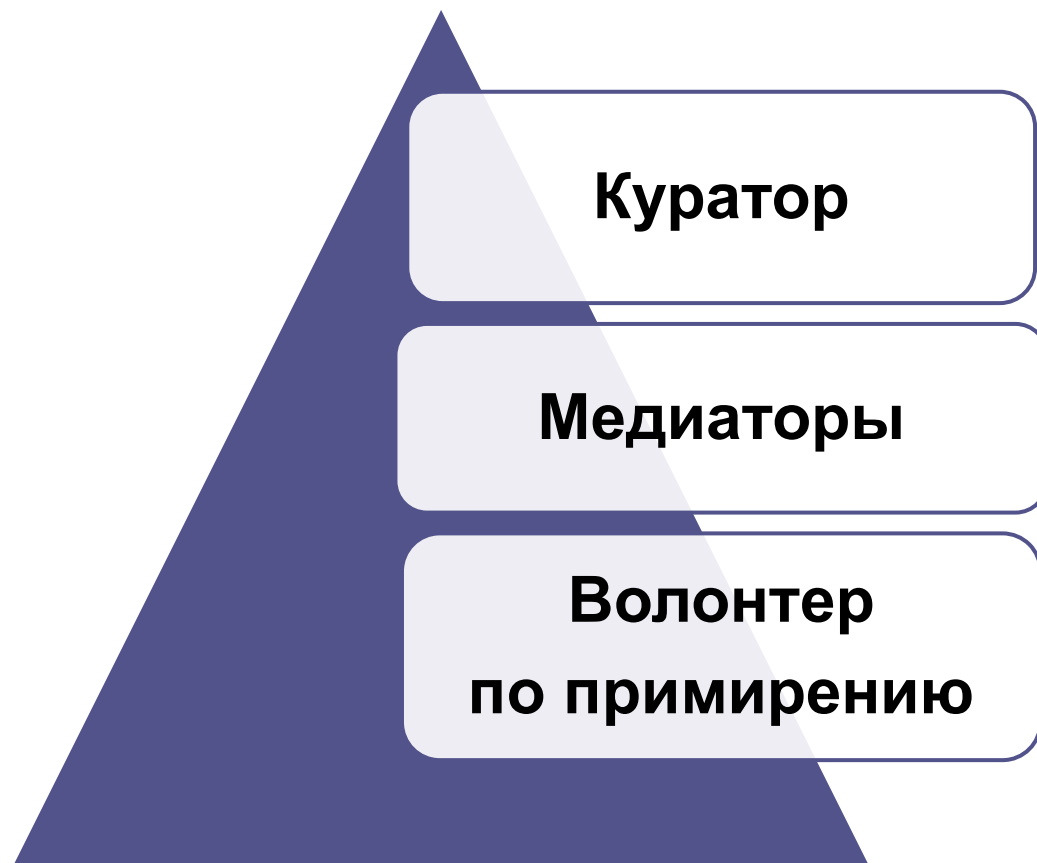 Куратор
Медиаторы
Волонтер
по примирению